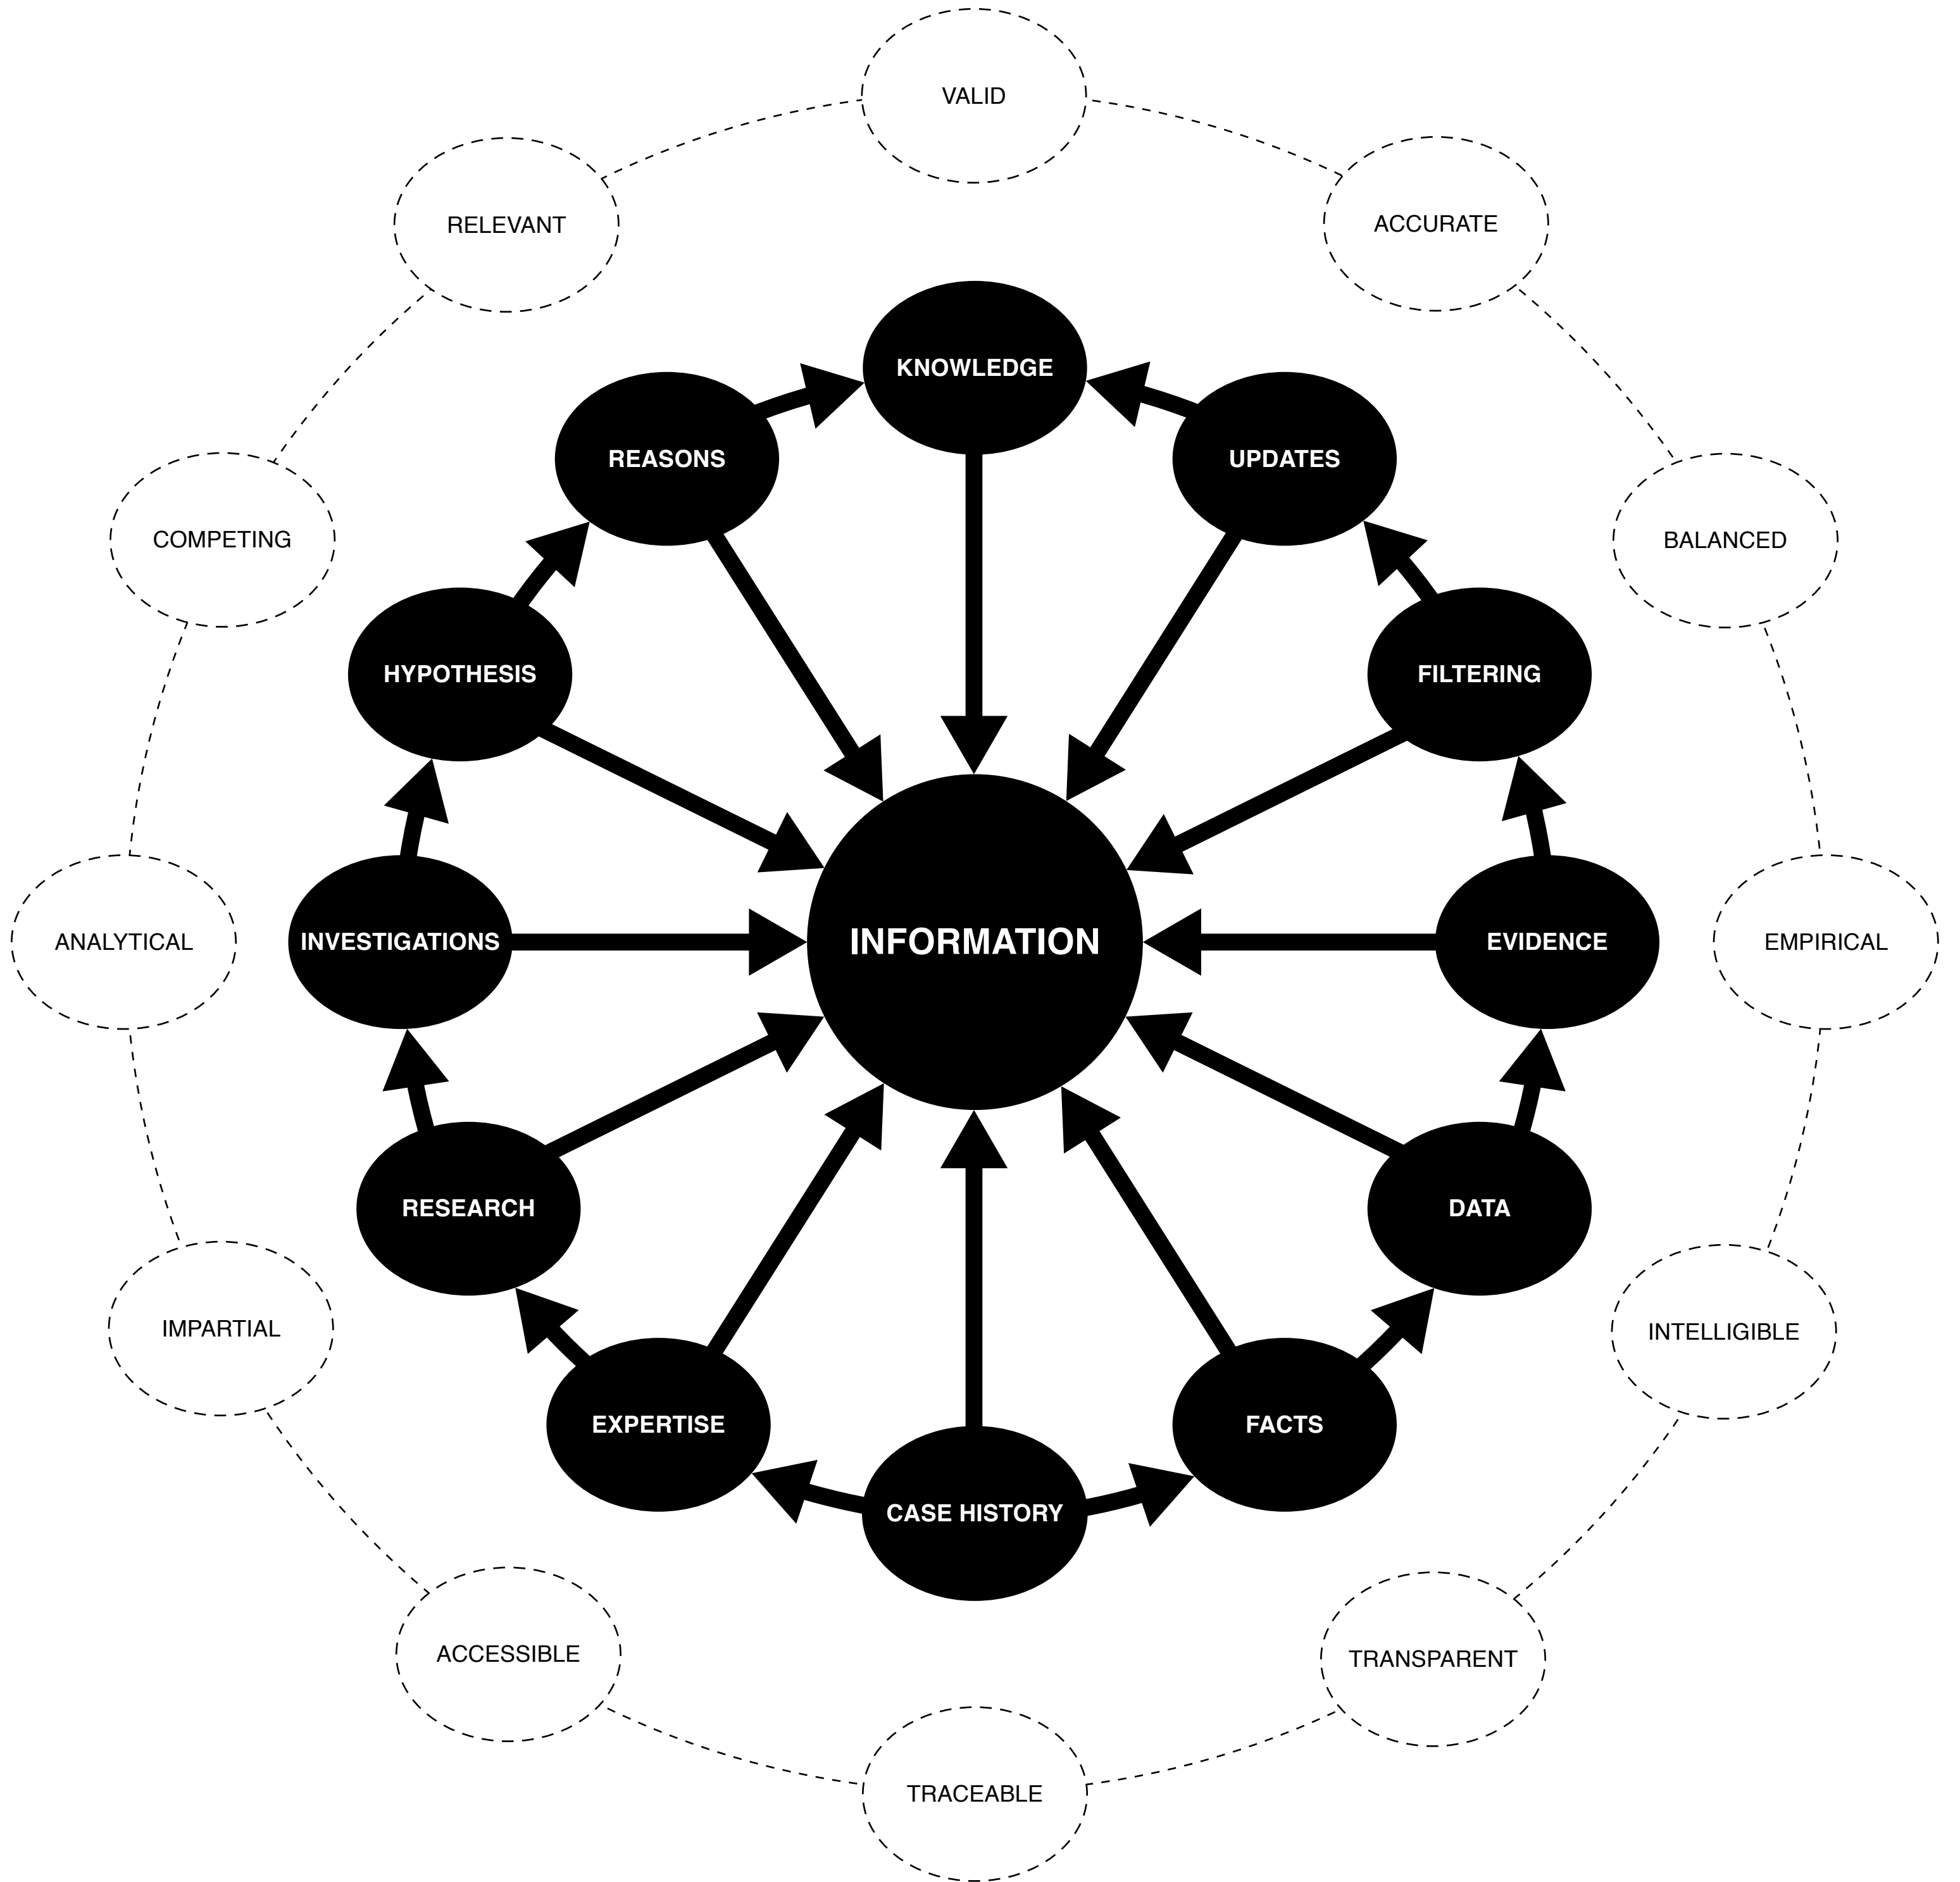 VALID
RELEVANT
ACCURATE
KNOWLEDGE
REASONS
UPDATES
COMPETING
BALANCED
HYPOTHESIS
FILTERING
ANALYTICAL
INVESTIGATIONS
INFORMATION
EVIDENCE
EMPIRICAL
RESEARCH
DATA
IMPARTIAL
INTELLIGIBLE
EXPERTISE
FACTS
CASE HISTORY
ACCESSIBLE
TRANSPARENT
TRACEABLE